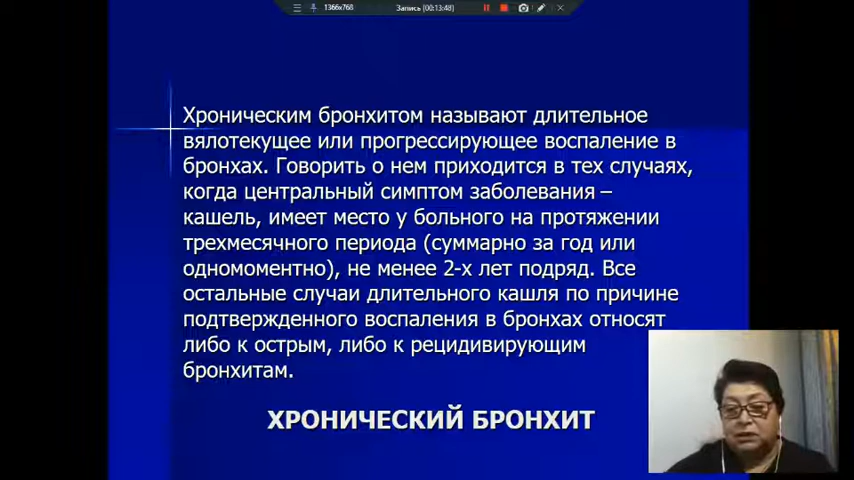 1366x768
Запись [00:13:48]
Хроническим бронхитом называют длительное
вялотекущее или прогрессирующее воспаление в
бронхах. Говорить о нем приходится в тех случаях,
когда центральный симптом заболевания –
кашель, имеет место у больного на протяжении
трехмесячного периода (суммарно за год или
одномоментно), не менее 2-х лет подряд. Все
остальные случаи длительного кашля по причине
подтвержденного воспаления в бронхах относят
либо к острым, либо к рецидивирующим
бронхитам.
ХРОНИЧЕСКИЙ БРОНХИТ